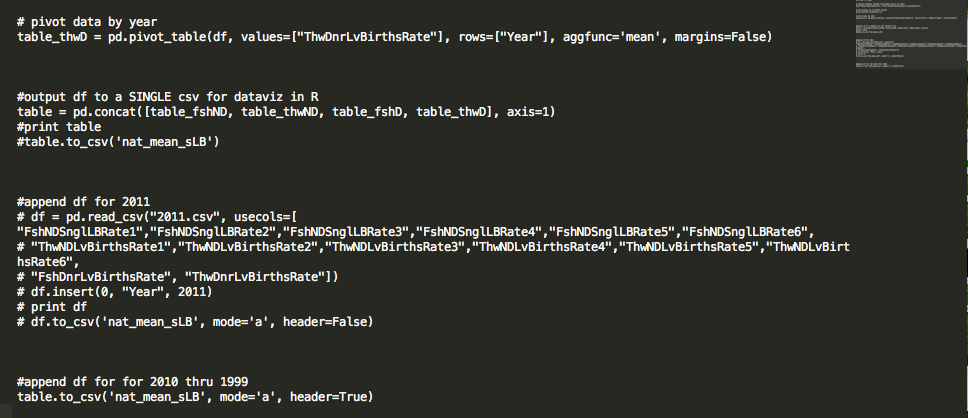 # pivot data by year
table_thwD = pd.pivot_table(df, values=["ThwDnrLvBirthsRate"], rows=["Year"], aggfunc='mean', margins=False)
#output df to a SINGLE csv for dataviz in R
table = pd.concat([table_fshND, table_thwND, table_fshD, table_thwD], axis=1)
#print table
#table.to_csv('nat_mean_sLB')
#append df for 2011
# df = pd.read_csv("2011.csv", usecols=[
"FshNDSnglLBRate1","FshNDSnglLBRate2","FshNDSnglLBRate3","FshNDSnglLBRate4","FshNDSnglLBRate5","FshNDSnglLBRate6",
# "ThwNDLvBirthsRate1","ThwNDLvBirthsRate2","ThwNDLvBirthsRate3","ThwNDLvBirthsRate4","ThwNDLvBirthsRate5","ThwNDLvBirt
hsRate6",
# "FshDnrLvBirthsRate", "ThwDnrLvBirthsRate"])
# df.insert(0, "Year", 2011)
# print df
# df.to_csv('nat_mean_sLB', mode='a', header=False)
#append df for for 2010 thru 1999
table.to_csv('nat_mean_sLB', mode='a', header=True)